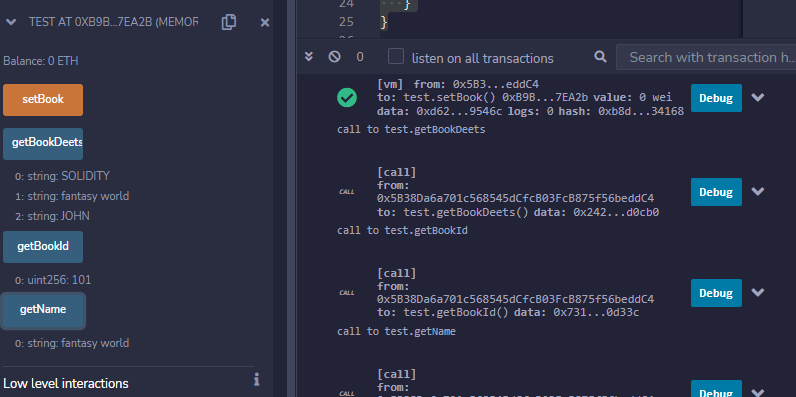 TEST AT 0XB9B...7EA2B (MEMOR
Balance: 0 ETH
setBook
getBookDeets
0: string: SOLIDITY
1: string: fantasy world
2: string: JOHN
getBookId
0: uint256: 101
getName
0: string: fantasy world
Low level interactions
i
24 }
25 }
0
listen on all transactions
Search with transaction h...
[vm] from: 0x5B3...eddC4
to: test.setBook() 0xB9B...7EA2b value: 0 wei
data: 0xd62...9546c logs: 0 hash: 0xb8d...34168
Debug
call to test.getBookDeets
CALL
[call]
from:
0x5B38Da6a701c568545dCfcB03FcB875f56beddC4
to: test.getBookDeets() data: 0x242...d0cb0
Debug
call to test.getBookId
CALL
[call]
from:
0x5B38Da6a701c568545dCfcB03FcB875f56beddC4
to: test.getBookId() data: 0x731...0d33c
Debug
call to test.getName
CALL
[call]
from:
Debug